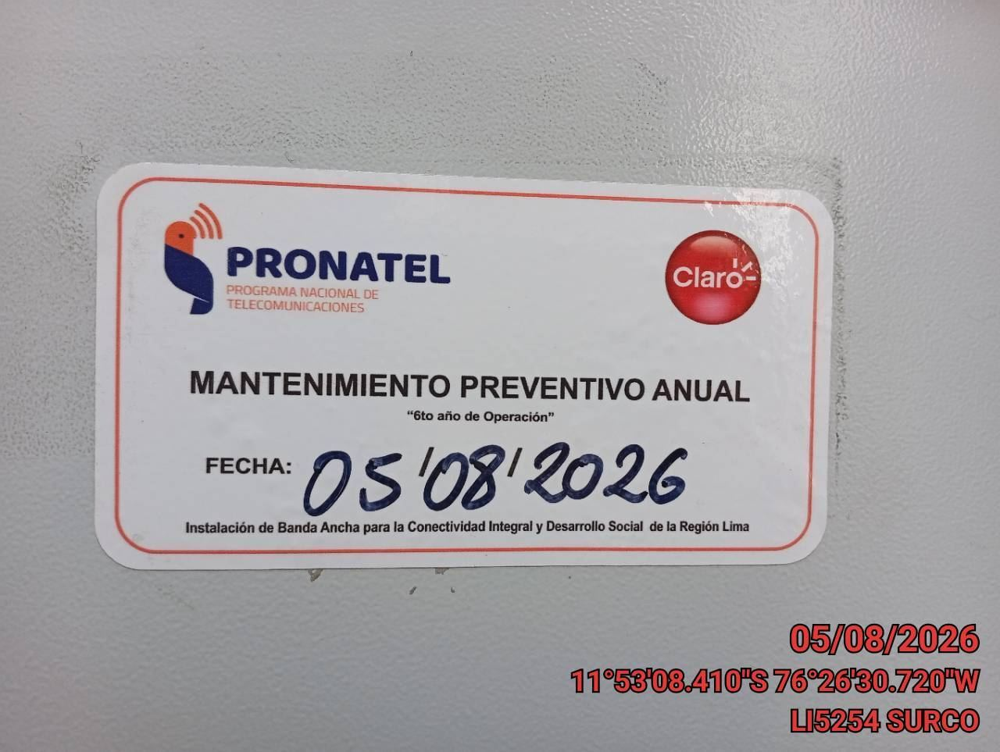 PRONATEL
PROGRAMA NACIONAL DE
TELECOMUNICACIONES
Claro
MANTENIMIENTO PREVENTIVO ANUAL
“6to año de Operación”
FECHA: 05/08/2026
Instalación de Banda Ancha para la Conectividad Integral y Desarrollo Social de la Región Lima
05/08/2026
11°53'08.410"S 76°26'30.720"W
LI5254 SURCO